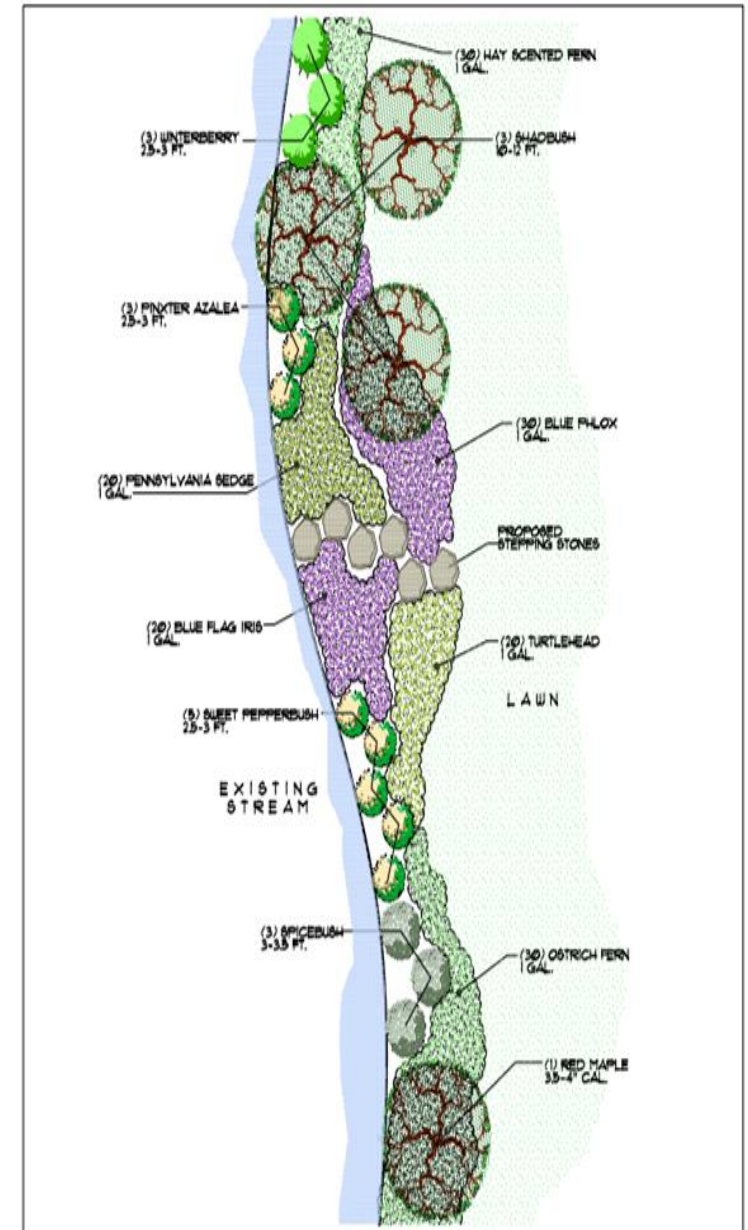 (30) HAY SCENTED FERN
1 GAL.
(3) WINTERBERRY
2.5-3 FT.
(3) SHADBUSH
10-12 FT.
(3) PINXTER AZALEA
2.5-3 FT.
(30) BLUE PHLOX
1 GAL.
(20) PENNSYLVANIA SEDGE
1 GAL.
PROPOSED
STEPPING STONES
(20) BLUE FLAG IRIS
1 GAL.
(20) TURTLEHEAD
1 GAL.
LAWN
(5) SWEET PEPPERBUSH
2.5-3 FT.
EXISTING
STREAM
(3) SPICEBUSH
3-3.5 FT.
(30) OSTRICH FERN
1 GAL.
(1) RED MAPLE
3.5-4" CAL.